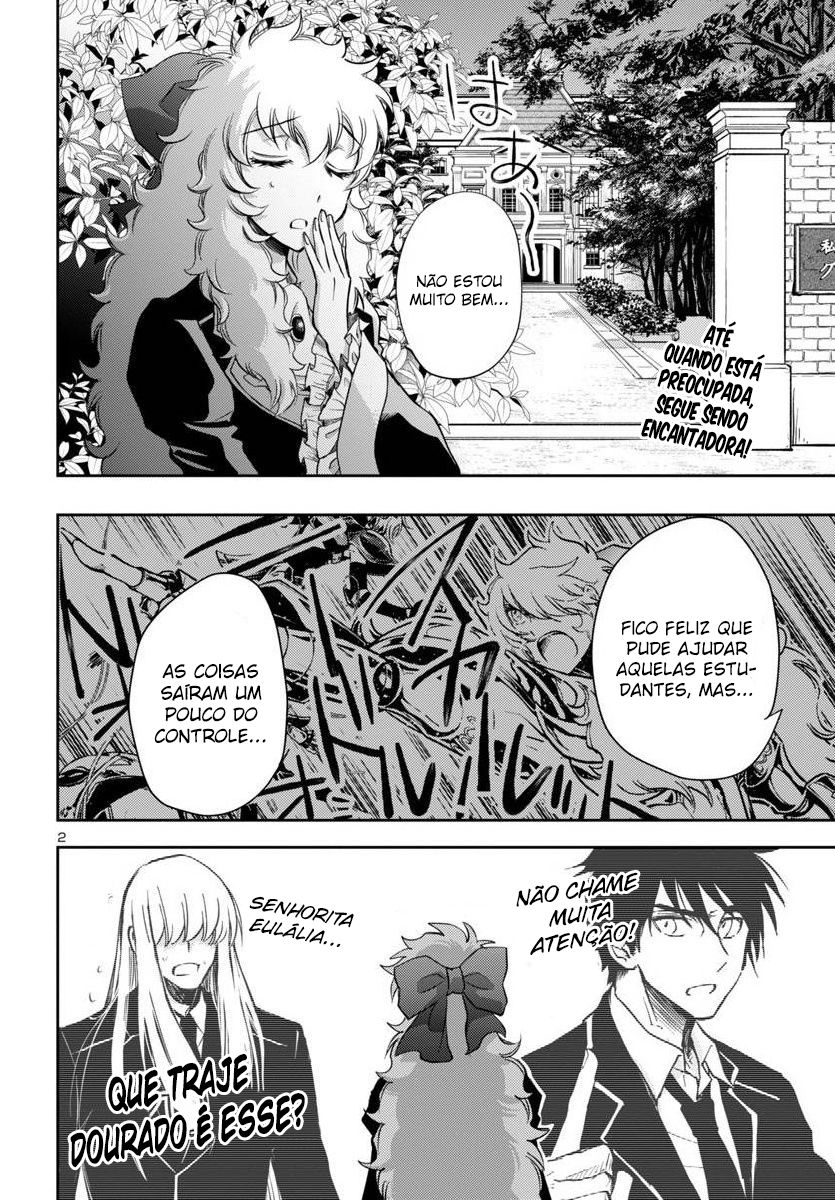 はあ〜
NÃO ESTOU
MUITO BEM...
私
ATÉ
QUANDO ESTÁ
PREOCUPADA,
SEGUE SENDO
ENCANTADORA!
FICO FELIZ QUE
PUDE AJUDAR
AQUELAS ESTU-
DANTES, MAS...
AS COISAS
SAÍRAM UM
POUCO DO
CONTROLE...
2
NÃO CHAME
MUITA
ATENÇÃO!
SENHORITA
EULÁLIA...
QUE TRAJE
DOURADO É ESSE?